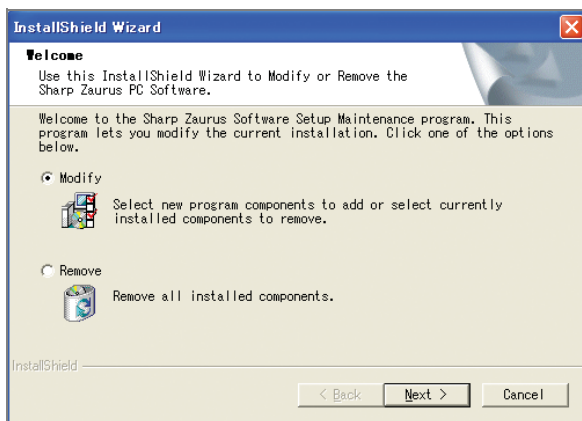 InstallShield Wizard
Welcome
Use this InstallShield Wizard to Modify or Remove the
Sharp Zaurus PC Software.
Welcome to the Sharp Zaurus Software Setup Maintenance program. This
program lets you modify the current installation. Click one of the options
below.
Modify
Select new program components to add or select currently
installed components to remove.
Remove
Remove all installed components.
InstallShield
< Back Next > Cancel